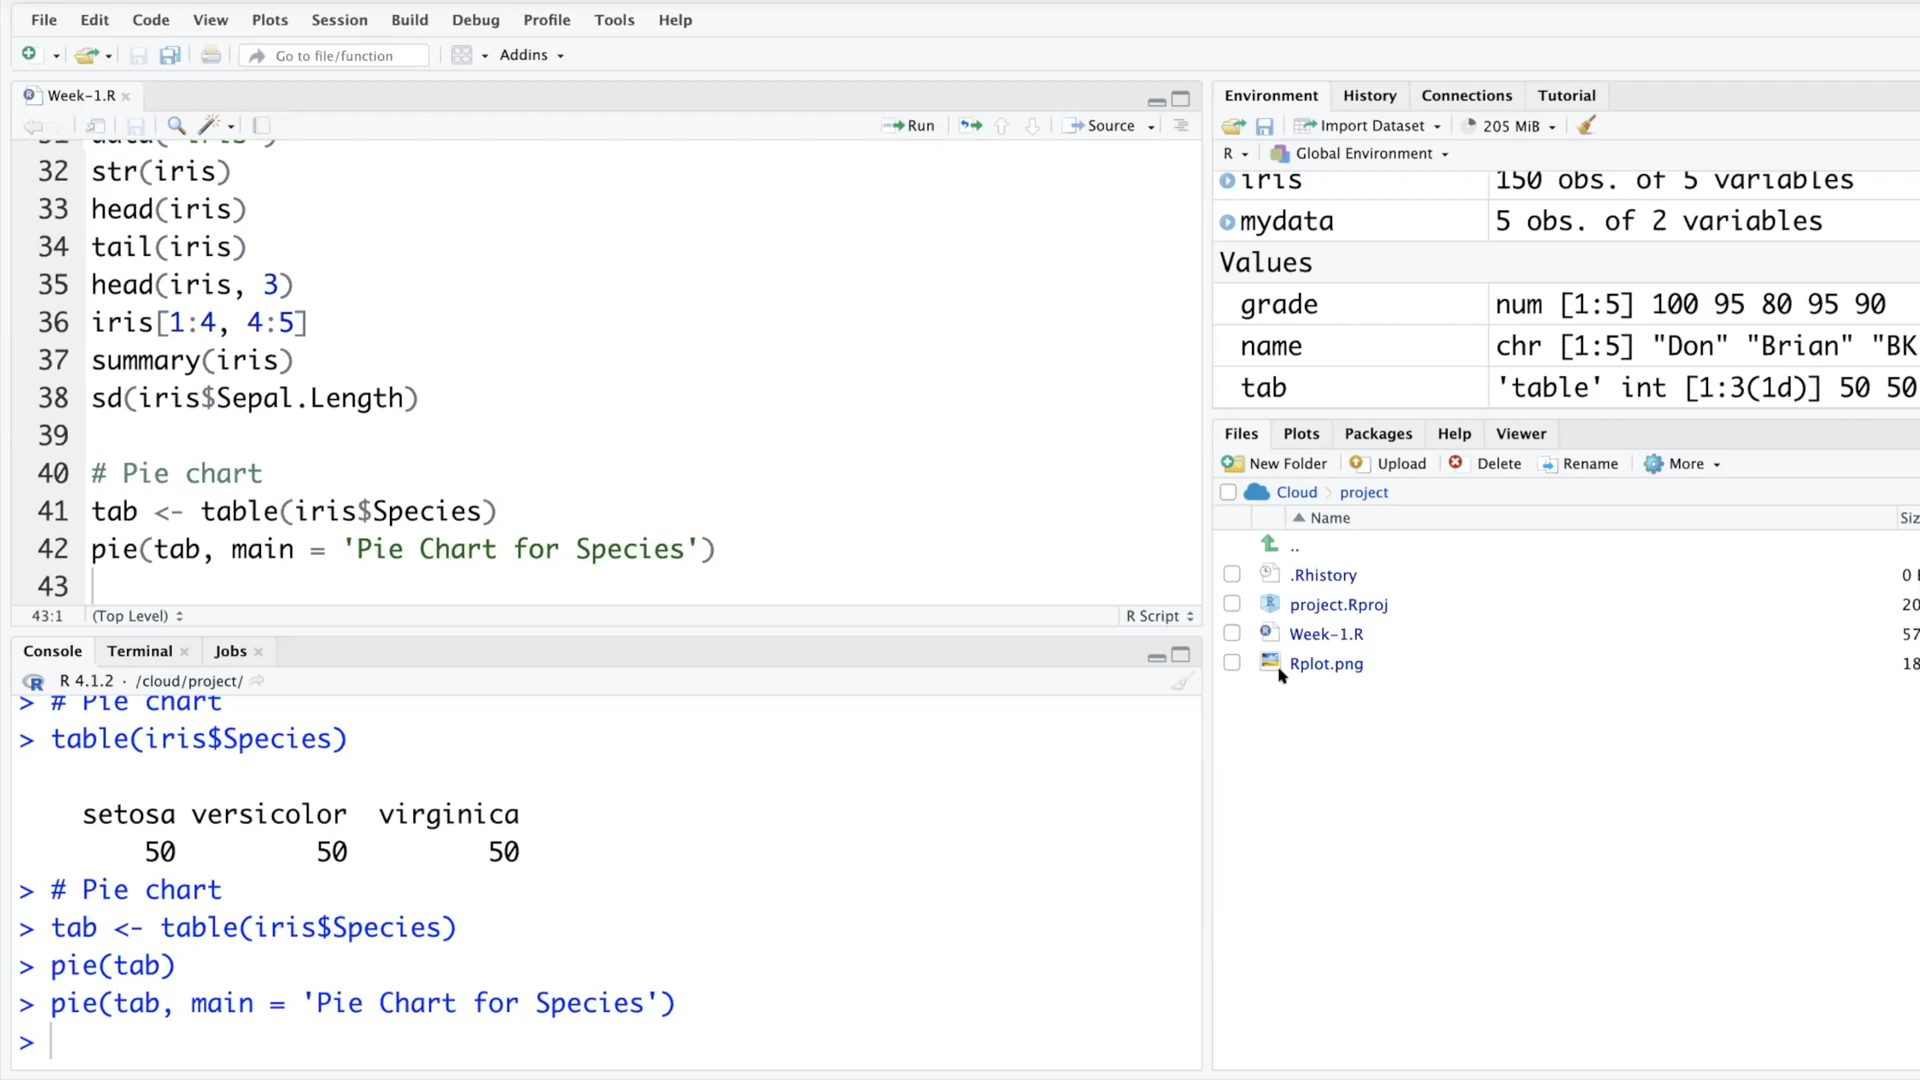 File Edit Code View Plots Session Build Debug Profile Tools Help
Go to file/function Addins
Week-1.R
Run Source
32 str(iris)
33 head(iris)
34 tail(iris)
35 head(iris, 3)
36 iris[1:4, 4:5]
37 summary(iris)
38 sd(iris$Sepal.Length)
39
40 # Pie chart
41 tab <- table(iris$Species)
42 pie(tab, main = 'Pie Chart for Species')
43
43:1 (Top Level) R Script
Console Terminal Jobs
R 4.1.2 · /cloud/project/
> # Pie chart
> table(iris$Species)
setosa versicolor virginica
50 50 50
> # Pie chart
> tab <- table(iris$Species)
> pie(tab)
> pie(tab, main = 'Pie Chart for Species')
>
Environment History Connections Tutorial
Import Dataset 205 MiB
R Global Environment
iris 150 obs. of 5 variables
mydata 5 obs. of 2 variables
Values
grade num [1:5] 100 95 80 95 90
name chr [1:5] "Don" "Brian" "BK
tab 'table' int [1:3(1d)] 50 50
Files Plots Packages Help Viewer
New Folder Upload Delete Rename More
Cloud project
Name
..
.Rhistory 0
project.Rproj 20
Week-1.R 57
Rplot.png 18